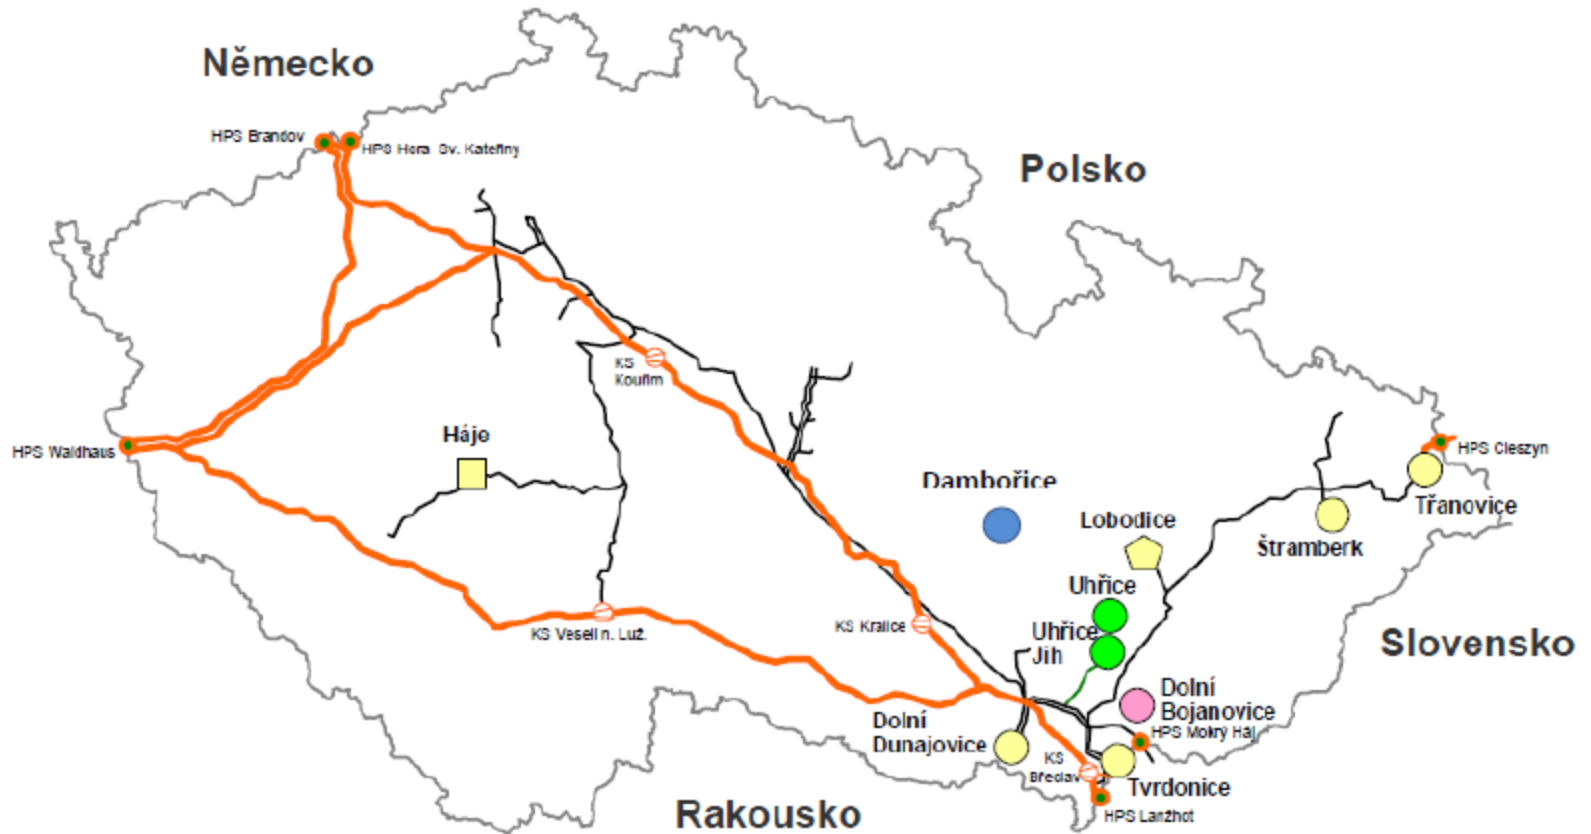 Německo
HPS Brandov
HPS Hora Sv. Kateřiny
Polsko
KS
Kouřim
HPS Waldhaus
Háje
Dambořice
Lobodice
HPS Cieszyn
Třanovice
Štramberk
Uhřice
Uhřice
Jih
KS Kralice
KS Veselí n. Luž.
Slovensko
Dolní
Bojanovice
HPS Mokrý Háj
Dolní
Dunajovice
KS
Břeclav
Tvrdonice
HPS Lanžhot
Rakousko